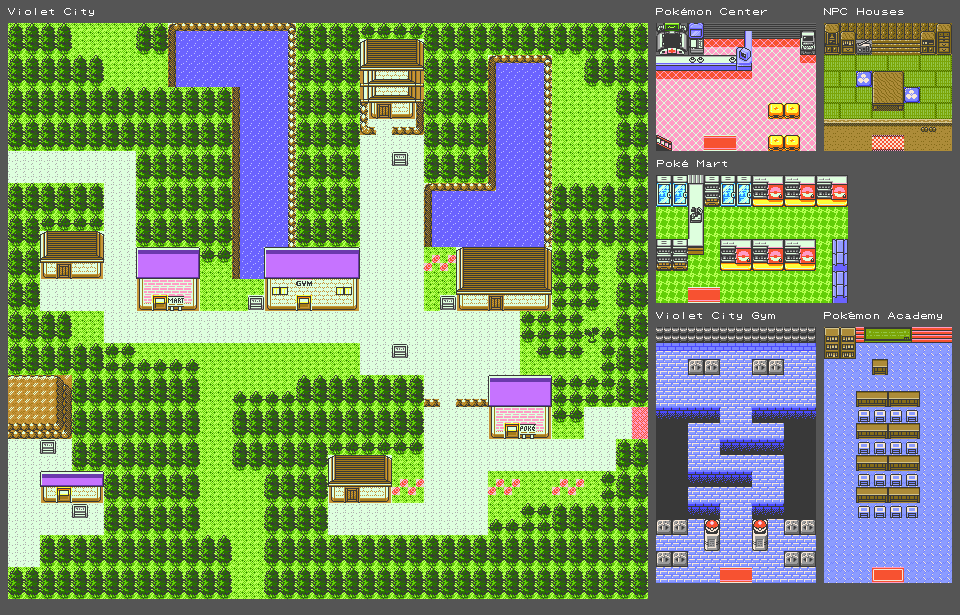 Violet City
Pokémon Center
NPC Houses
Poké Mart
GYM
MART
Violet City Gym
Pokémon Academy
POKÉ